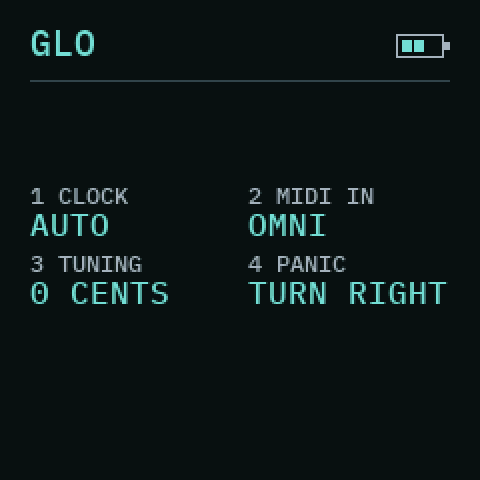 GLO
1 CLOCK 2 MIDI IN
AUTO OMNI
3 TUNING 4 PANIC
0 CENTS TURN RIGHT